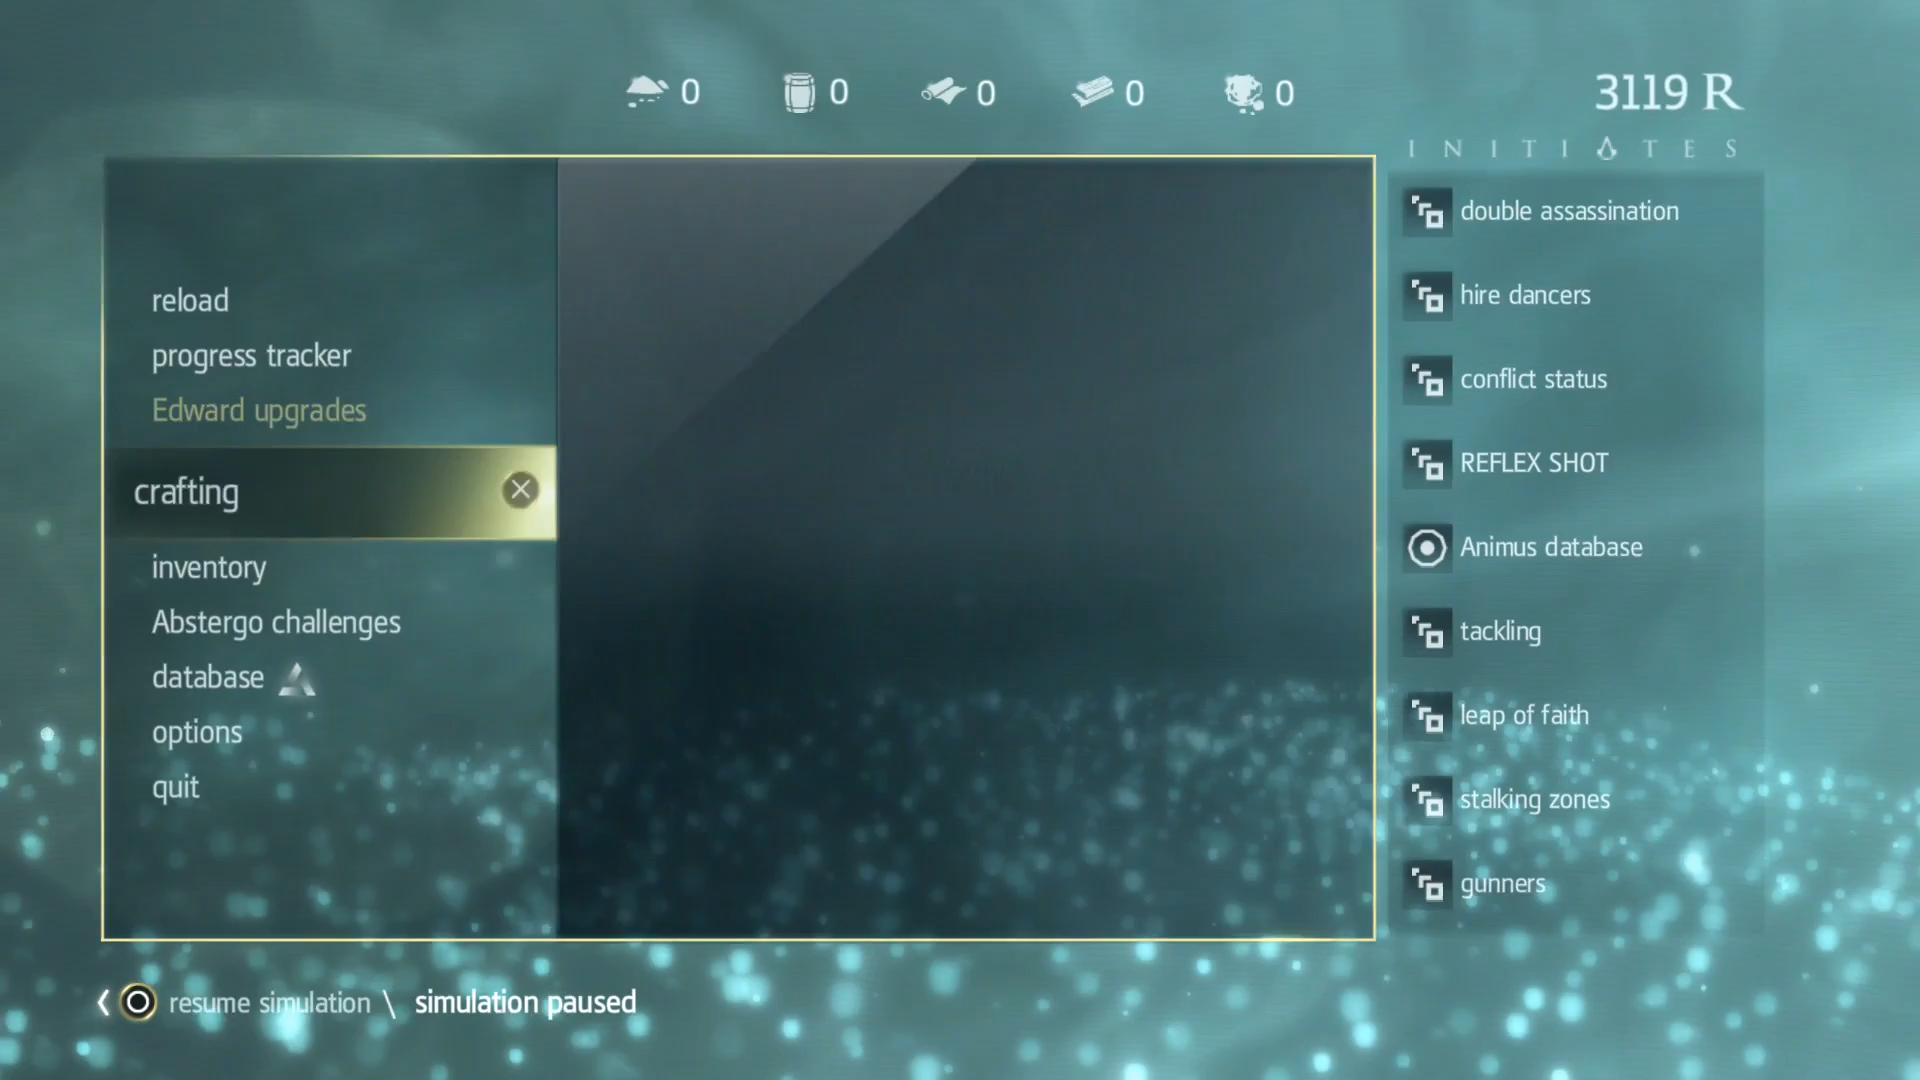 0 0 0 0 0 3119 R
INITIATES
reload
progress tracker
Edward upgrades
crafting
inventory
Abstergo challenges
database
options
quit
double assassination
hire dancers
conflict status
REFLEX SHOT
Animus database
tackling
leap of faith
stalking zones
gunners
resume simulation \ simulation paused